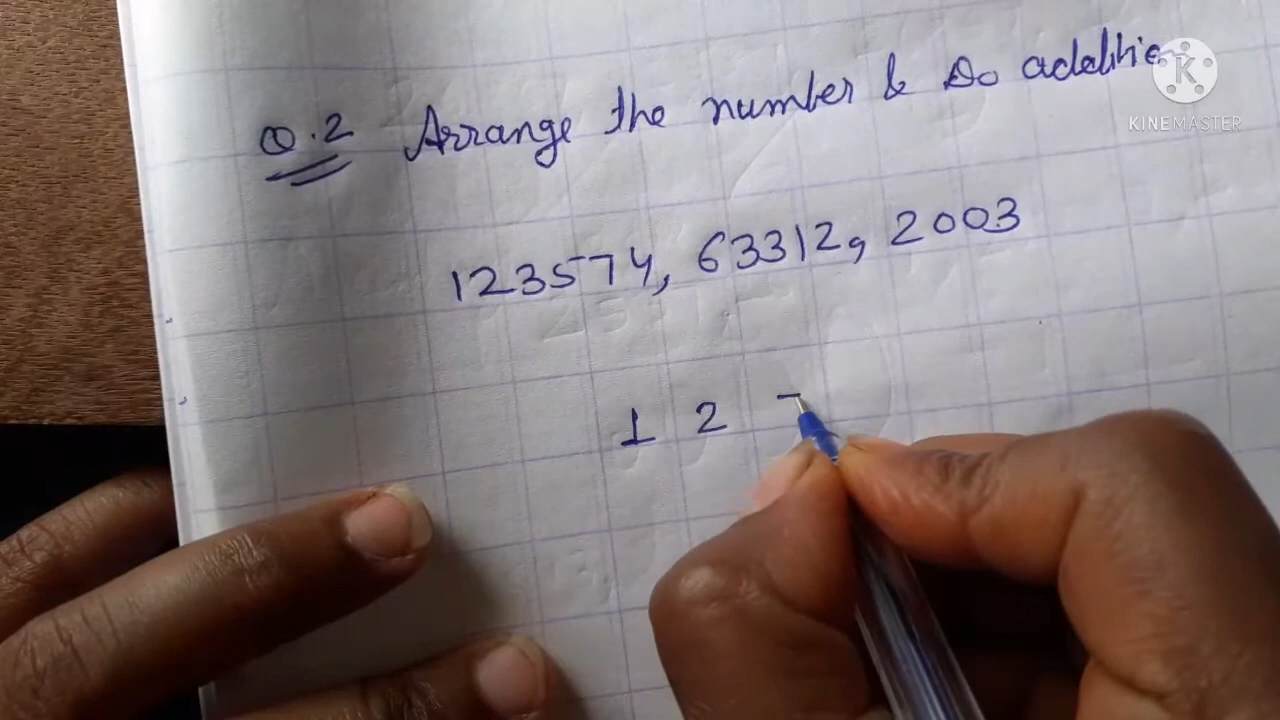 Q.2 Arrange the number & Do addition
K
KINEMASTER
123574, 63312, 2003
1 2